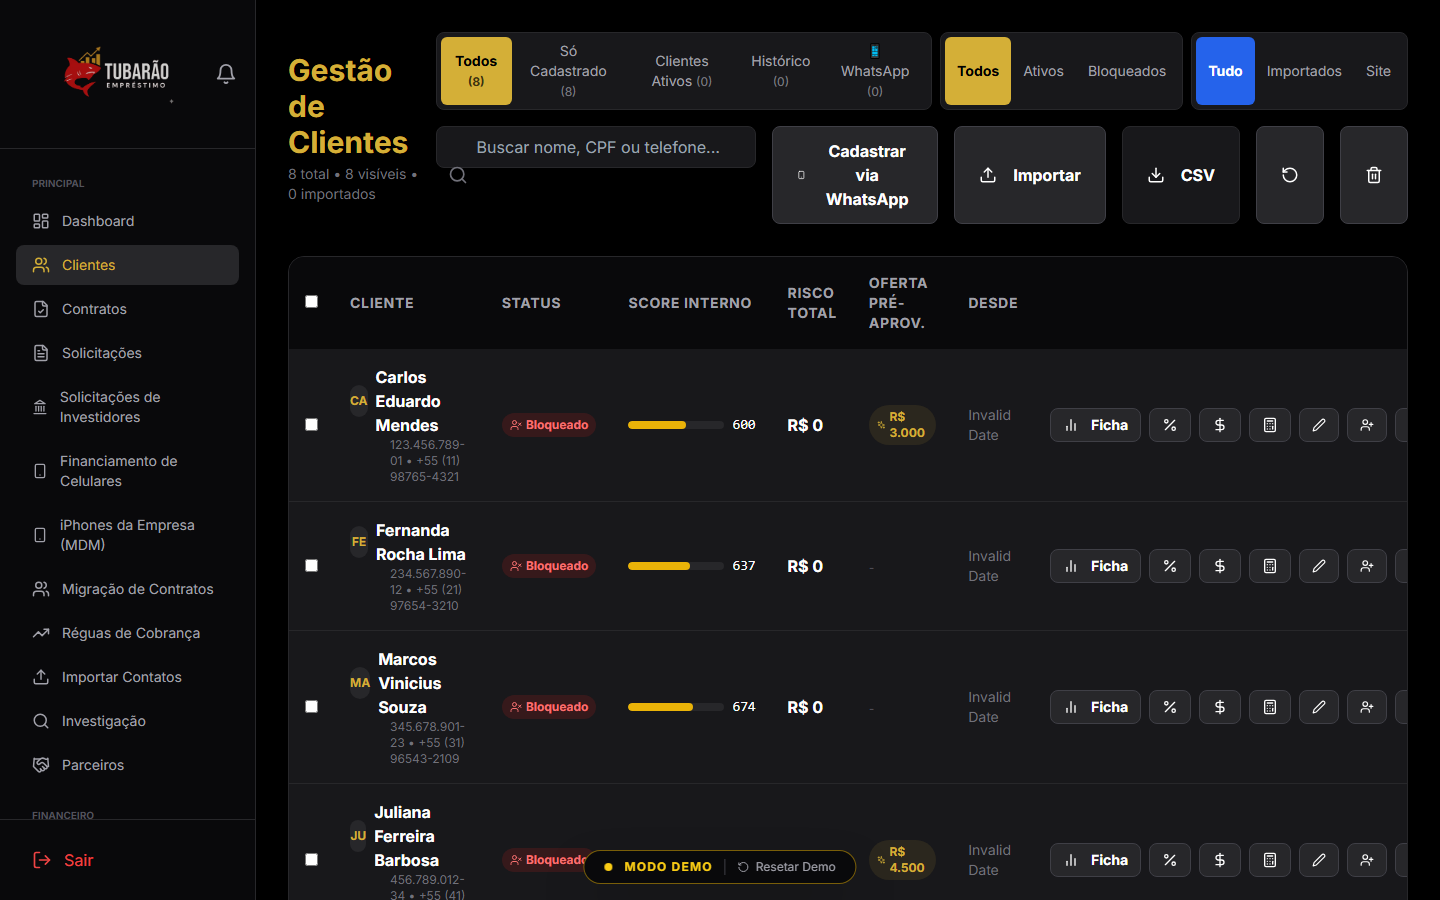 TUBARÃO
EMPRÉSTIMO
PRINCIPAL
Dashboard
Clientes
Contratos
Solicitações
Solicitações de
Investidores
Financiamento de
Celulares
iPhones da Empresa
(MDM)
Migração de Contratos
Réguas de Cobrança
Importar Contatos
Investigação
Parceiros
FINANCEIRO
Sair
Gestão
de
Clientes
8 total • 8 visíveis •
0 importados
Todos
(8)
Só
Cadastrado
(8)
Clientes
Ativos (0)
Histórico
(0)
WhatsApp
(0)
Todos
Ativos
Bloqueados
Tudo
Importados
Site
Buscar nome, CPF ou telefone...
Cadastrar
via
WhatsApp
Importar
CSV
CLIENTE
STATUS
SCORE INTERNO
RISCO
TOTAL
OFERTA
PRÉ-
APROV.
DESDE
CA
Carlos
Eduardo
Mendes
123.456.789-
01 • +55 (11)
98765-4321
Bloqueado
600
R$ 0
R$
3.000
Invalid
Date
Ficha
FE
Fernanda
Rocha Lima
234.567.890-
12 • +55 (21)
97654-3210
Bloqueado
637
R$ 0
-
Invalid
Date
Ficha
MA
Marcos
Vinicius
Souza
345.678.901-
23 • +55 (31)
96543-2109
Bloqueado
674
R$ 0
-
Invalid
Date
Ficha
JU
Juliana
Ferreira
Barbosa
456.789.012-
34 • +55 (41)
Bloqueado
R$
4.500
Invalid
Date
Ficha
MODO DEMO
Resetar Demo